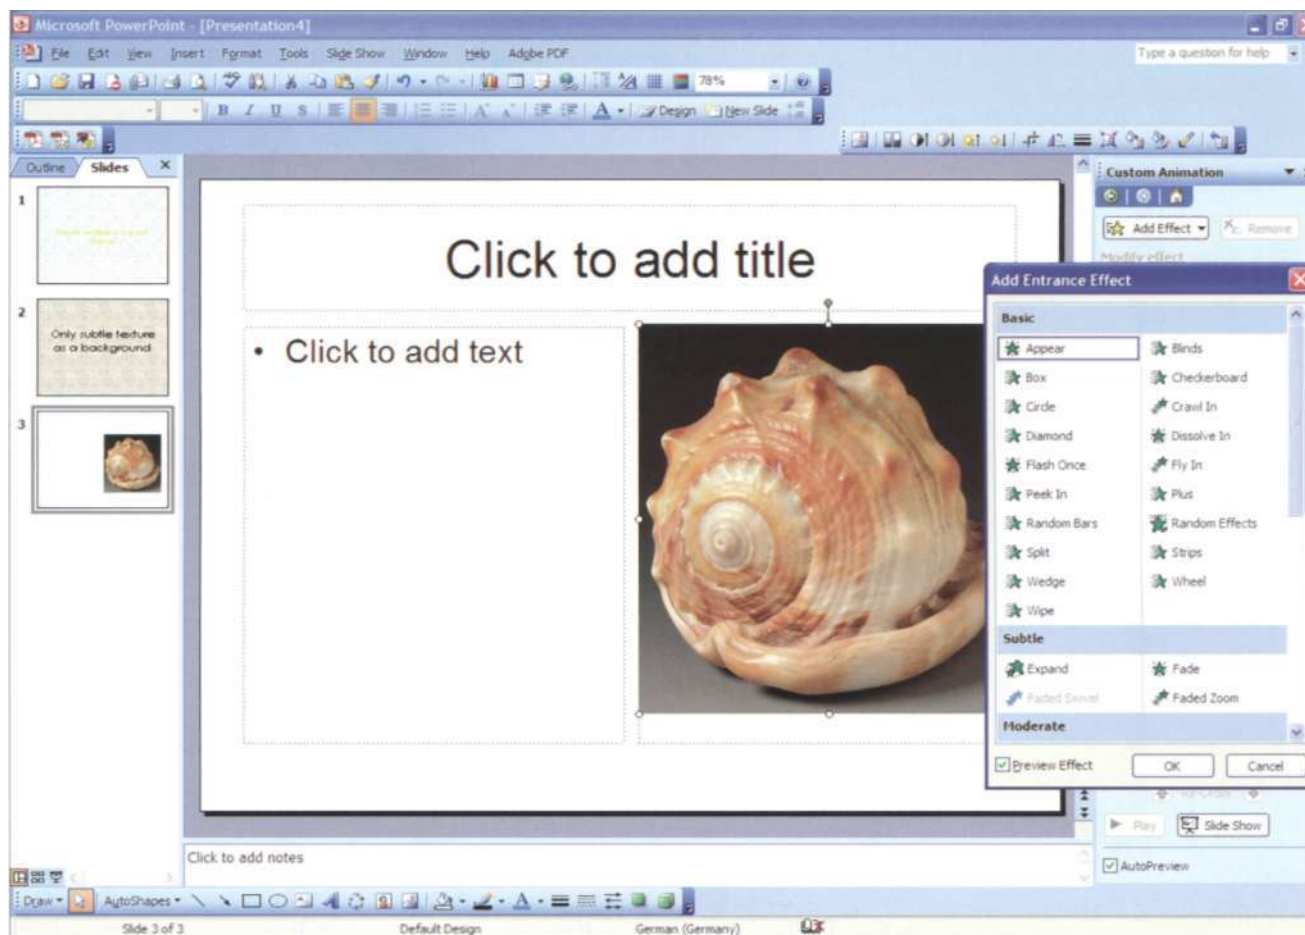 Microsoft PowerPoint - [Presentation4]
File Edit View Insert Format Tools Slide Show Window Help Adobe PDF
Type a question for help
78%
B I U S Design New Slide
Outline Slides
Custom Animation
Add Effect Remove
Modify effect
1
2
Only subtle texture
as a background
3
Click to add title
• Click to add text
Add Entrance Effect
Basic
Appear Blinds
Box Checkerboard
Circle Crawl In
Diamond Dissolve In
Flash Once Fly In
Peek In Plus
Random Bars Random Effects
Split Strips
Wedge Wheel
Wipe
Subtle
Expand Fade
Faded Swivel Faded Zoom
Moderate
Preview Effect OK Cancel
Play Slide Show
AutoPreview
Click to add notes
Draw AutoShapes
Slide 3 of 3 Default Design German (Germany)